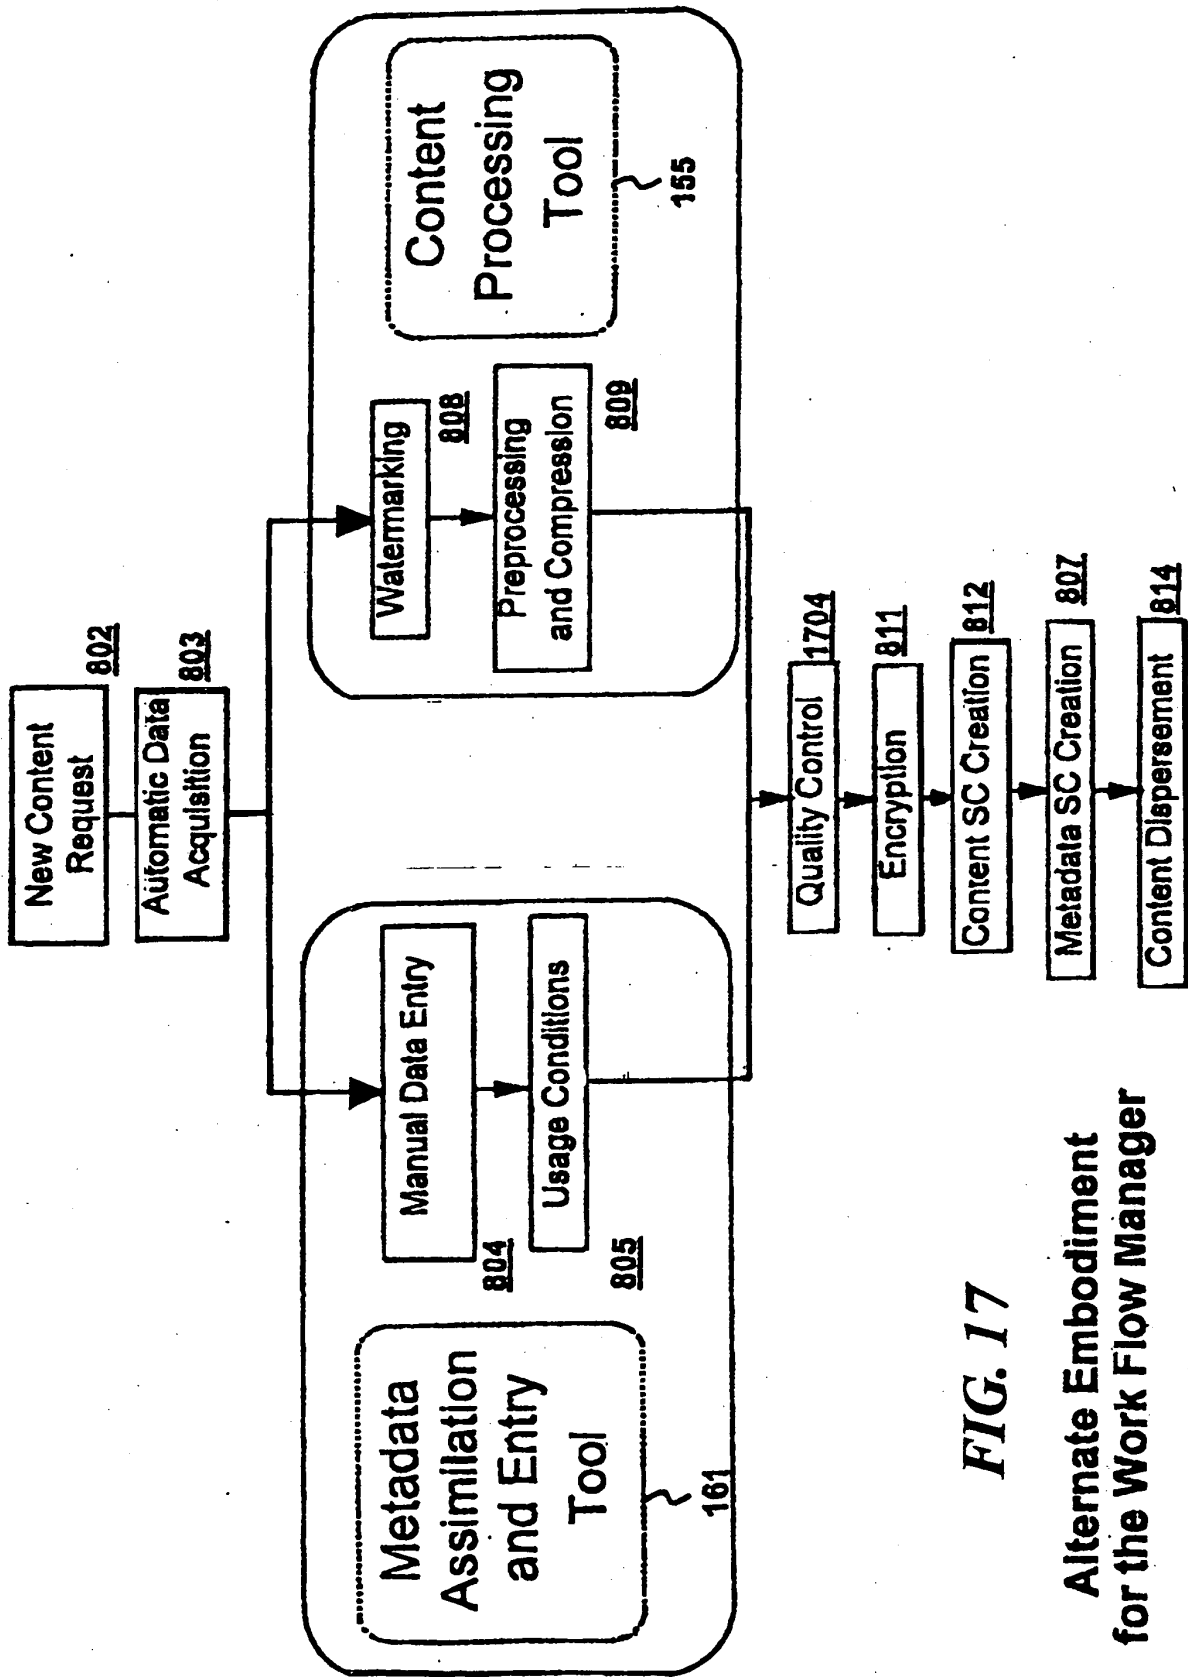 New Content
Request
802
Automatic Data
Acquisition
803
Metadata
Assimilation
and Entry
Tool
161
Manual Data Entry
804
Usage Conditions
805
Watermarking
808
Preprocessing
and Compression
809
Content
Processing
Tool
155
Quality Control
1704
Encryption
811
Content SC Creation
812
Metadata SC Creation
807
Content Dispersement
814
FIG. 17
Alternate Embodiment
for the Work Flow Manager